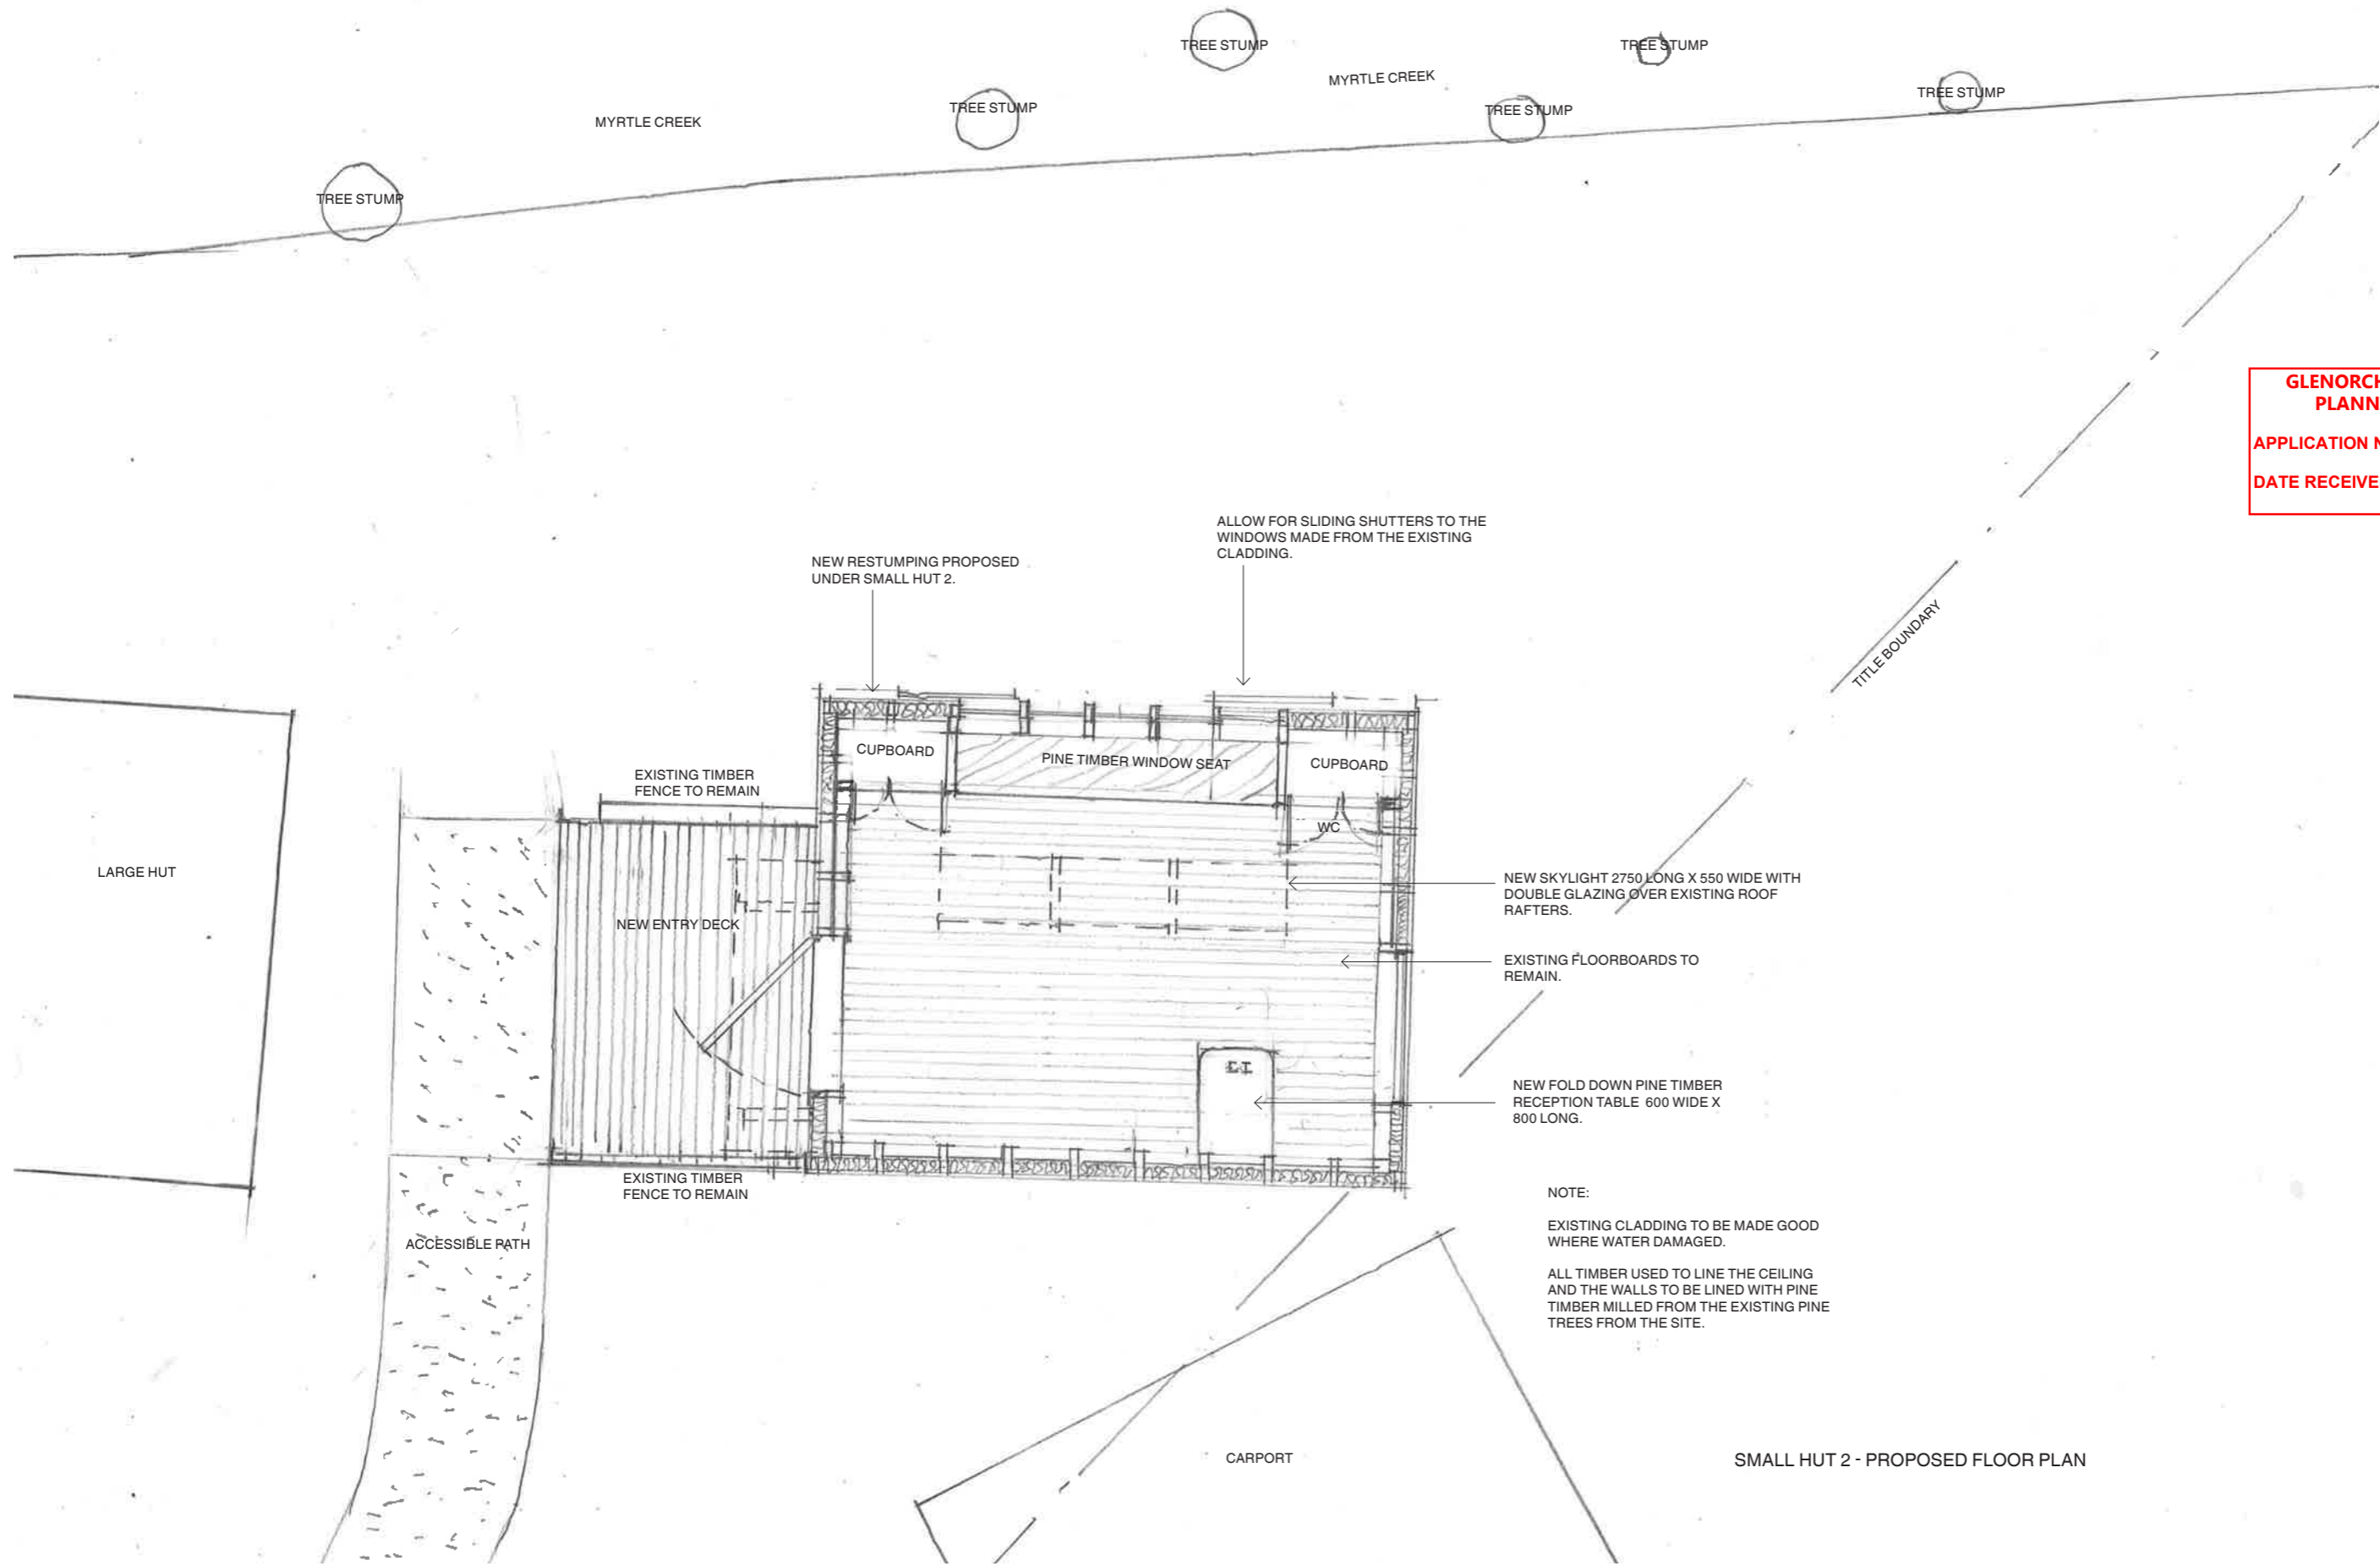 TREE STUMP
TREE STUMP
MYRTLE CREEK
TREE STUMP
TREE STUMP
TREE STUMP
MYRTLE CREEK
TREE STUMP
GLENORCH
PLANN
APPLICATION N
DATE RECEIVE
ALLOW FOR SLIDING SHUTTERS TO THE
WINDOWS MADE FROM THE EXISTING
CLADDING.
NEW RESTUMPING PROPOSED
UNDER SMALL HUT 2.
TITLE BOUNDARY
CUPBOARD
PINE TIMBER WINDOW SEAT
CUPBOARD
EXISTING TIMBER
FENCE TO REMAIN
WC
LARGE HUT
NEW SKYLIGHT 2750 LONG X 550 WIDE WITH
DOUBLE GLAZING OVER EXISTING ROOF
RAFTERS.
NEW ENTRY DECK
EXISTING FLOORBOARDS TO
REMAIN.
NEW FOLD DOWN PINE TIMBER
RECEPTION TABLE 600 WIDE X
800 LONG.
EXISTING TIMBER
FENCE TO REMAIN
NOTE:
EXISTING CLADDING TO BE MADE GOOD
WHERE WATER DAMAGED.
ACCESSIBLE PATH
ALL TIMBER USED TO LINE THE CEILING
AND THE WALLS TO BE LINED WITH PINE
TIMBER MILLED FROM THE EXISTING PINE
TREES FROM THE SITE.
CARPORT
SMALL HUT 2 - PROPOSED FLOOR PLAN